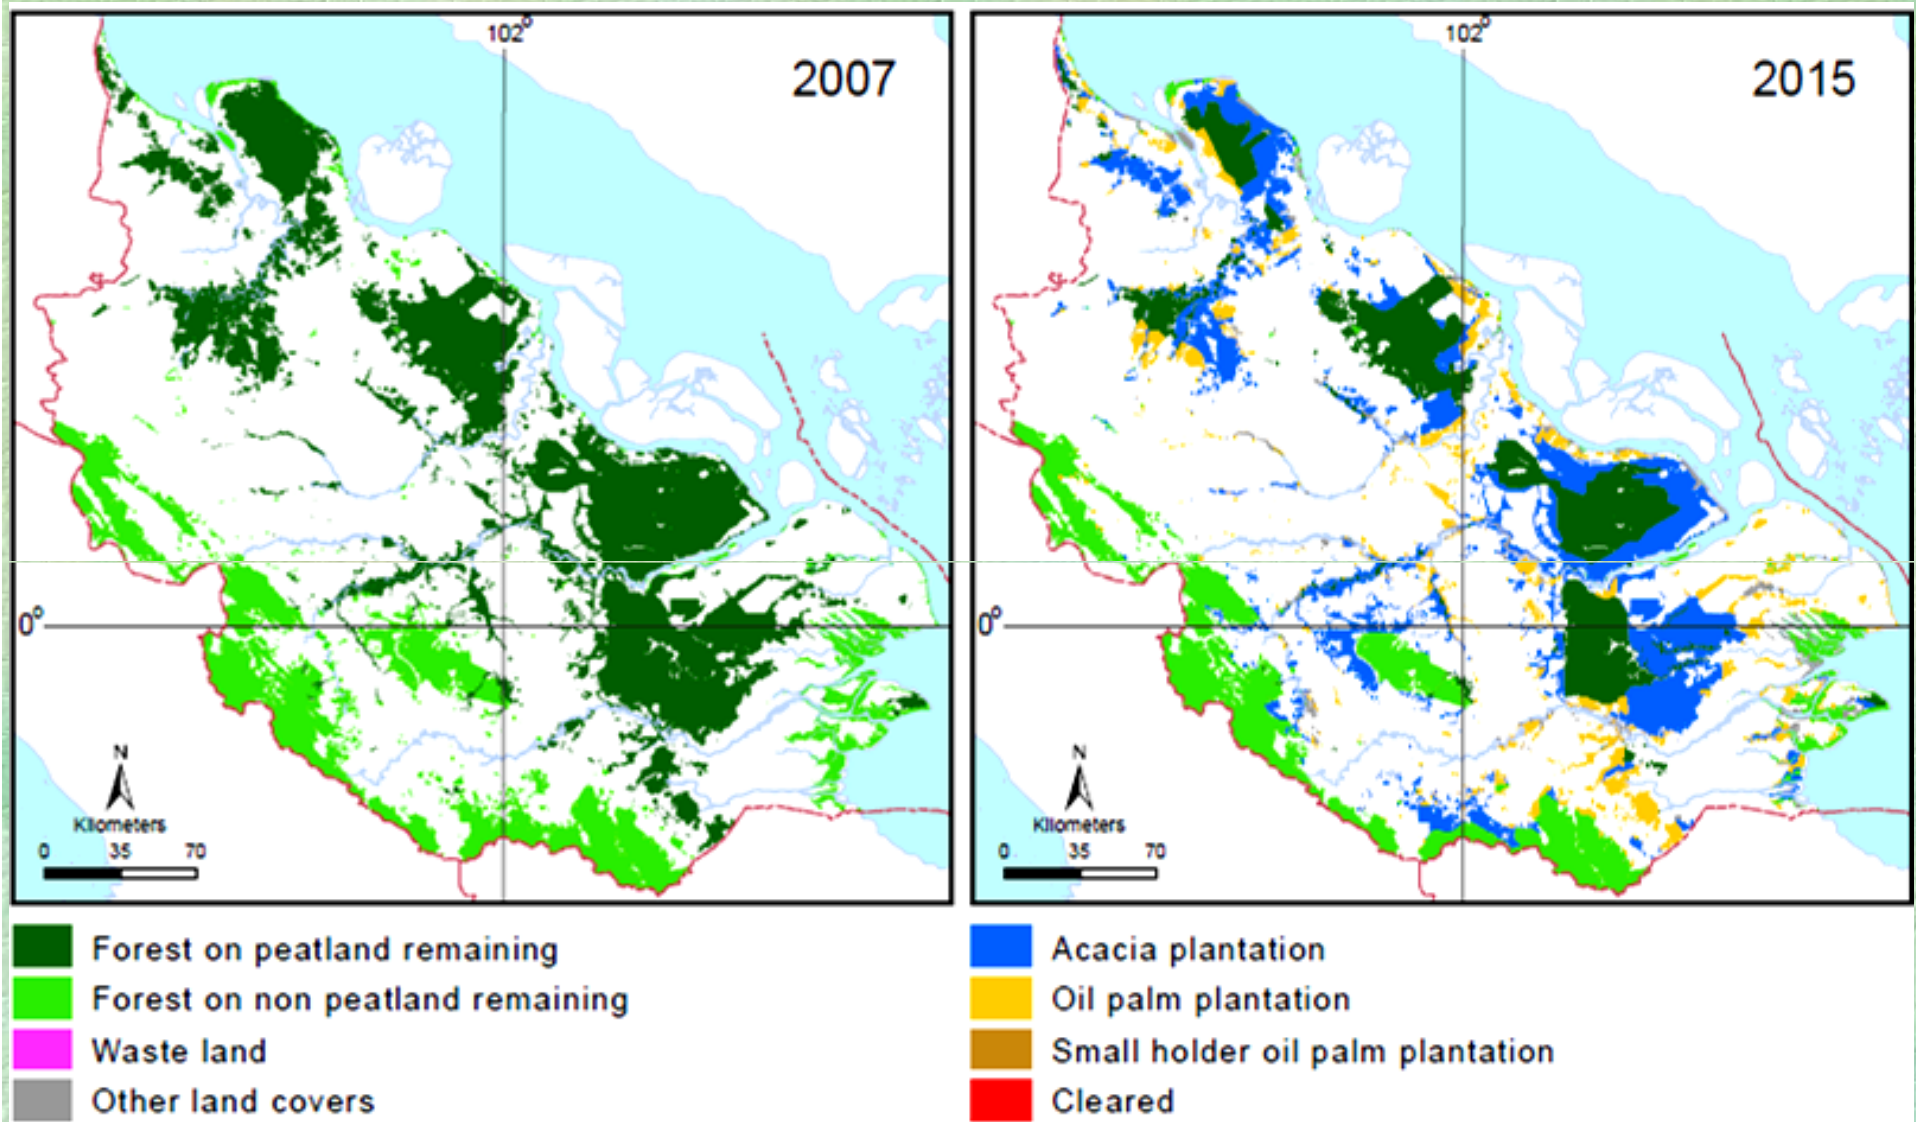 102°
2007
0°
N
Kilometers
0 35 70
102°
2015
0°
N
Kilometers
0 35 70
Forest on peatland remaining
Forest on non peatland remaining
Waste land
Other land covers
Acacia plantation
Oil palm plantation
Small holder oil palm plantation
Cleared